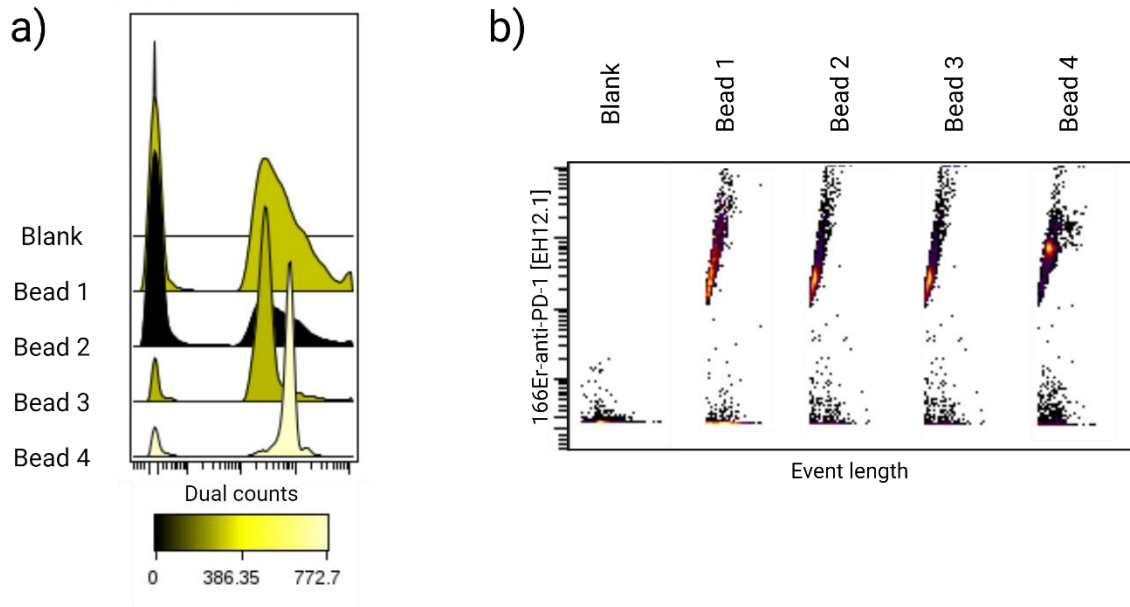 a)
Blank
Bead 1
Bead 2
Bead 3
Bead 4
Dual counts
0 386.35 772.7
b)
Blank
Bead 1
Bead 2
Bead 3
Bead 4
166Er-anti-PD-1 [EH12.1]
Event length